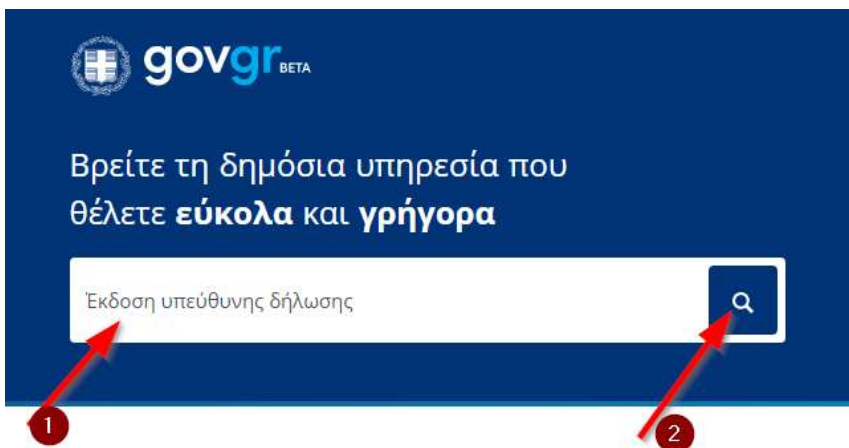 govgr BETA
Βρείτε τη δημόσια υπηρεσία που
θέλετε εύκολα και γρήγορα
Έκδοση υπεύθυνης δήλωσης
1
2